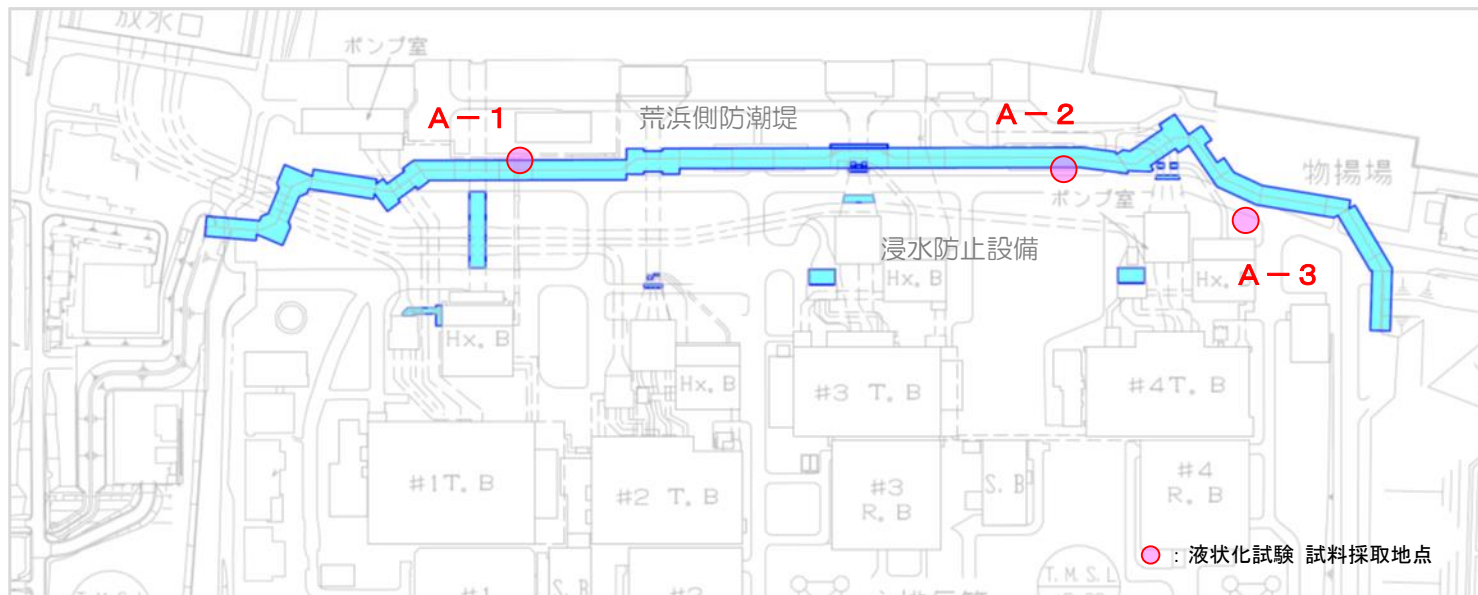 放水口
ポンプ室
A－1
荒浜側防潮堤
A－2
物揚場
ポンプ室
浸水防止設備
A－3
Hx. B
Hx. B
Hx. B
Hx. B
#3 T. B
#4T. B
#1T. B
#2 T. B
#3
R. B
S. B
#4
R. B
：液状化試験 試料採取地点
T. M. S. L
S. B
#1
#2